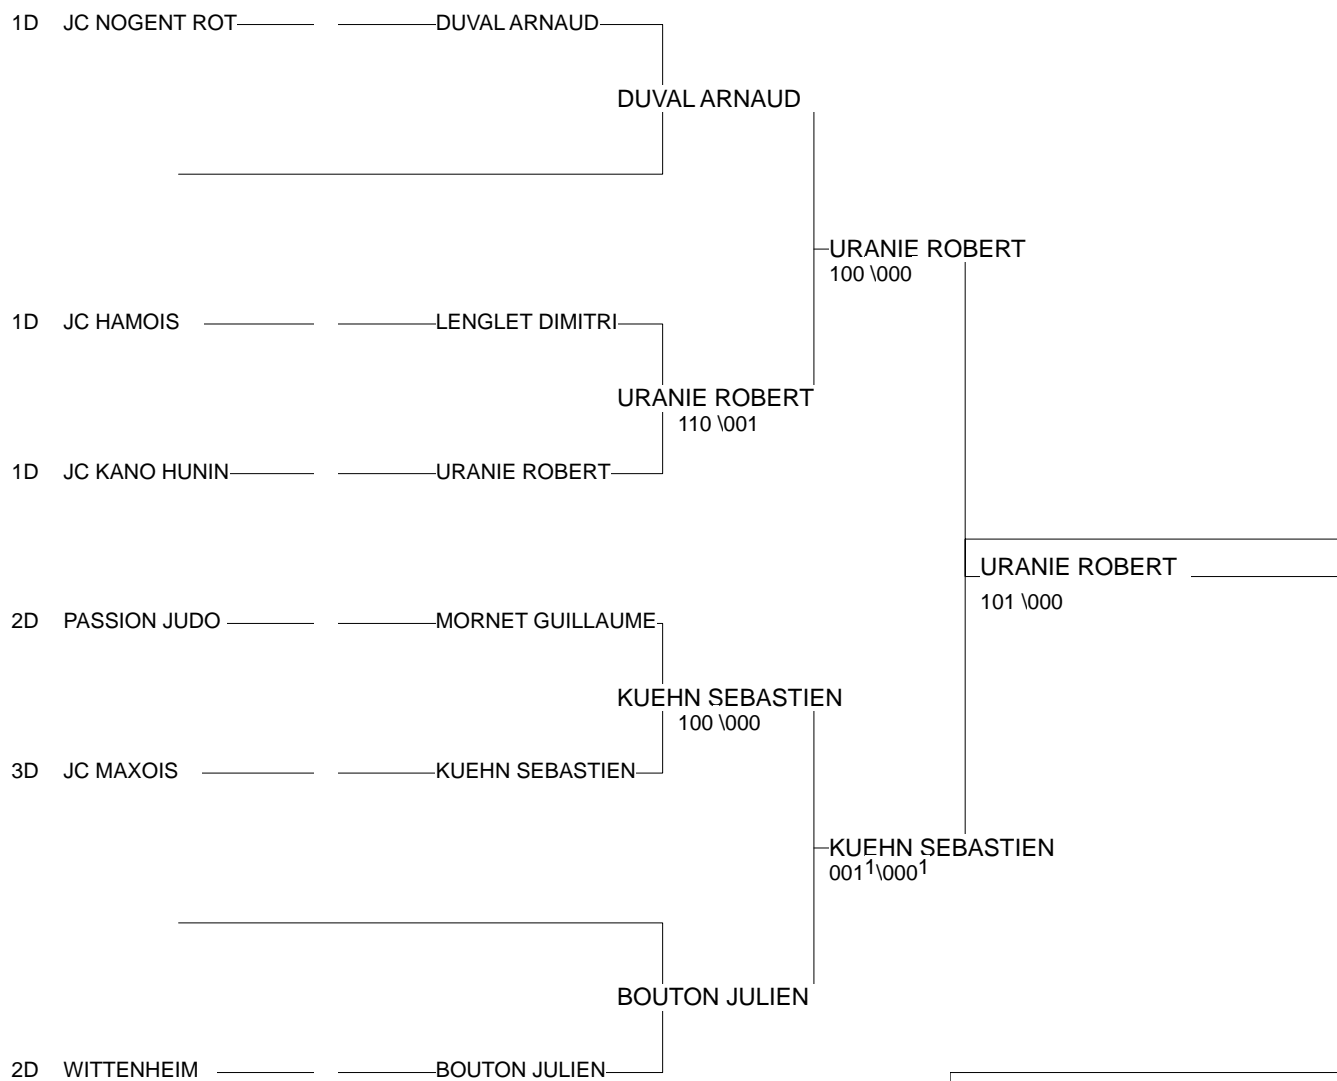 1D JC NOGENT ROT DUVAL ARNAUD
DUVAL ARNAUD
URANIE ROBERT
100 \000
1D JC HAMOIS LENGLET DIMITRI
URANIE ROBERT
110 \001
1D JC KANO HUNIN URANIE ROBERT
URANIE ROBERT
101 \000
2D PASSION JUDO MORNET GUILLAUME
KUEHN SEBASTIEN
100 \000
3D JC MAXOIS KUEHN SEBASTIEN
KUEHN SEBASTIEN
001¹\000¹
BOUTON JULIEN
2D WITTENHEIM BOUTON JULIEN